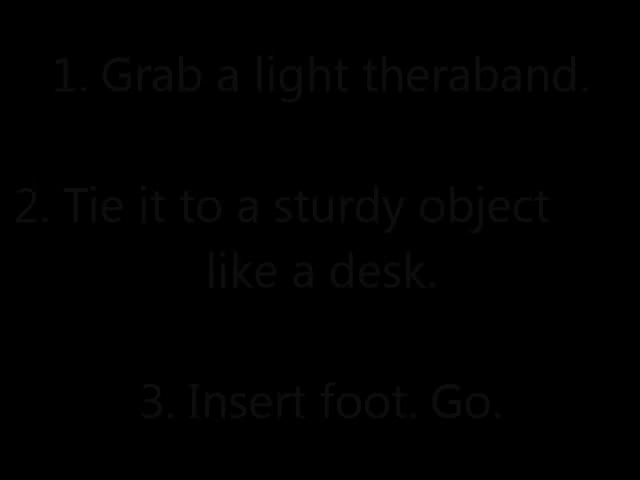 1. Grab a light theraband.
2. Tie it to a sturdy object
like a desk.
3. Insert foot. Go.